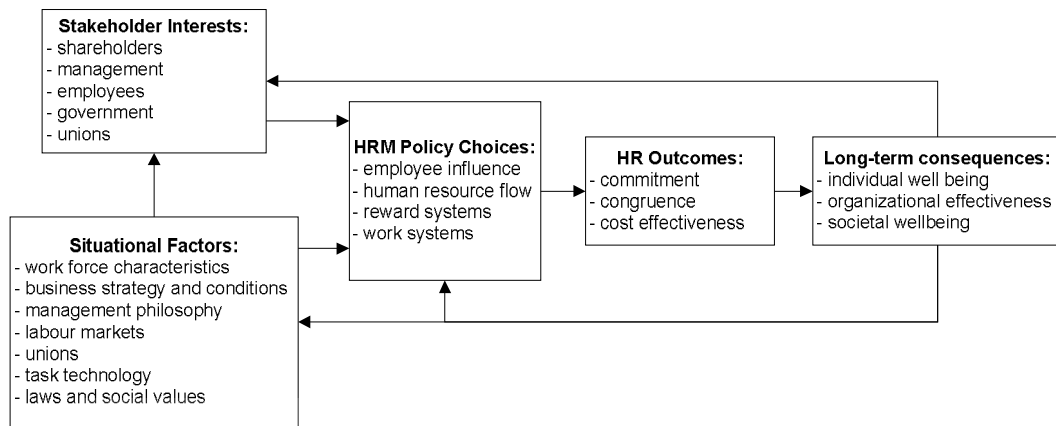 Stakeholder Interests:
- shareholders
- management
- employees
- government
- unions
Situational Factors:
- work force characteristics
- business strategy and conditions
- management philosophy
- labour markets
- unions
- task technology
- laws and social values
HRM Policy Choices:
- employee influence
- human resource flow
- reward systems
- work systems
HR Outcomes:
- commitment
- congruence
- cost effectiveness
Long-term consequences:
- individual well being
- organizational effectiveness
- societal wellbeing